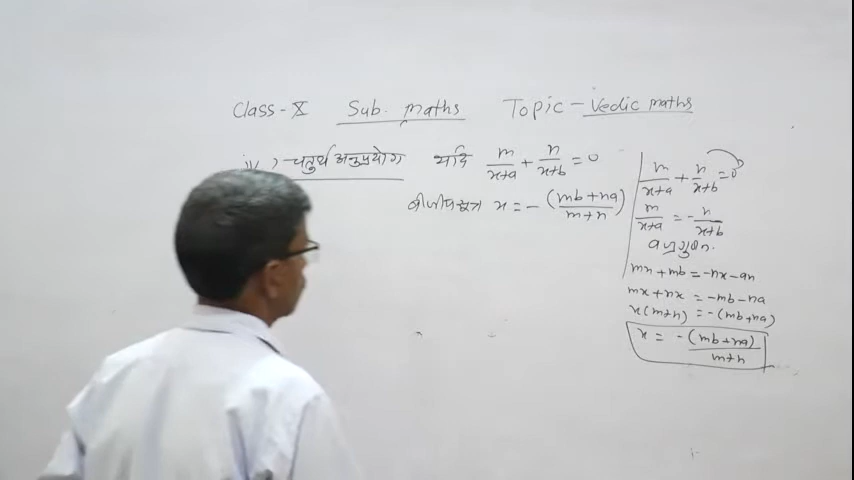 Class - X Sub. maths Topic - Vedic maths
iv) चतुर्थ अनुप्रयोग यदि m/x+a + n/x+b = 0
x = - (mb+na)/m+n
m/x+a + n/x+b = 0
m/x+a = - n/x+b
mx + mb = -nx - an
mx + nx = -mb - na
x(m+n) = -(mb+na)
x = -(mb+na)/m+n